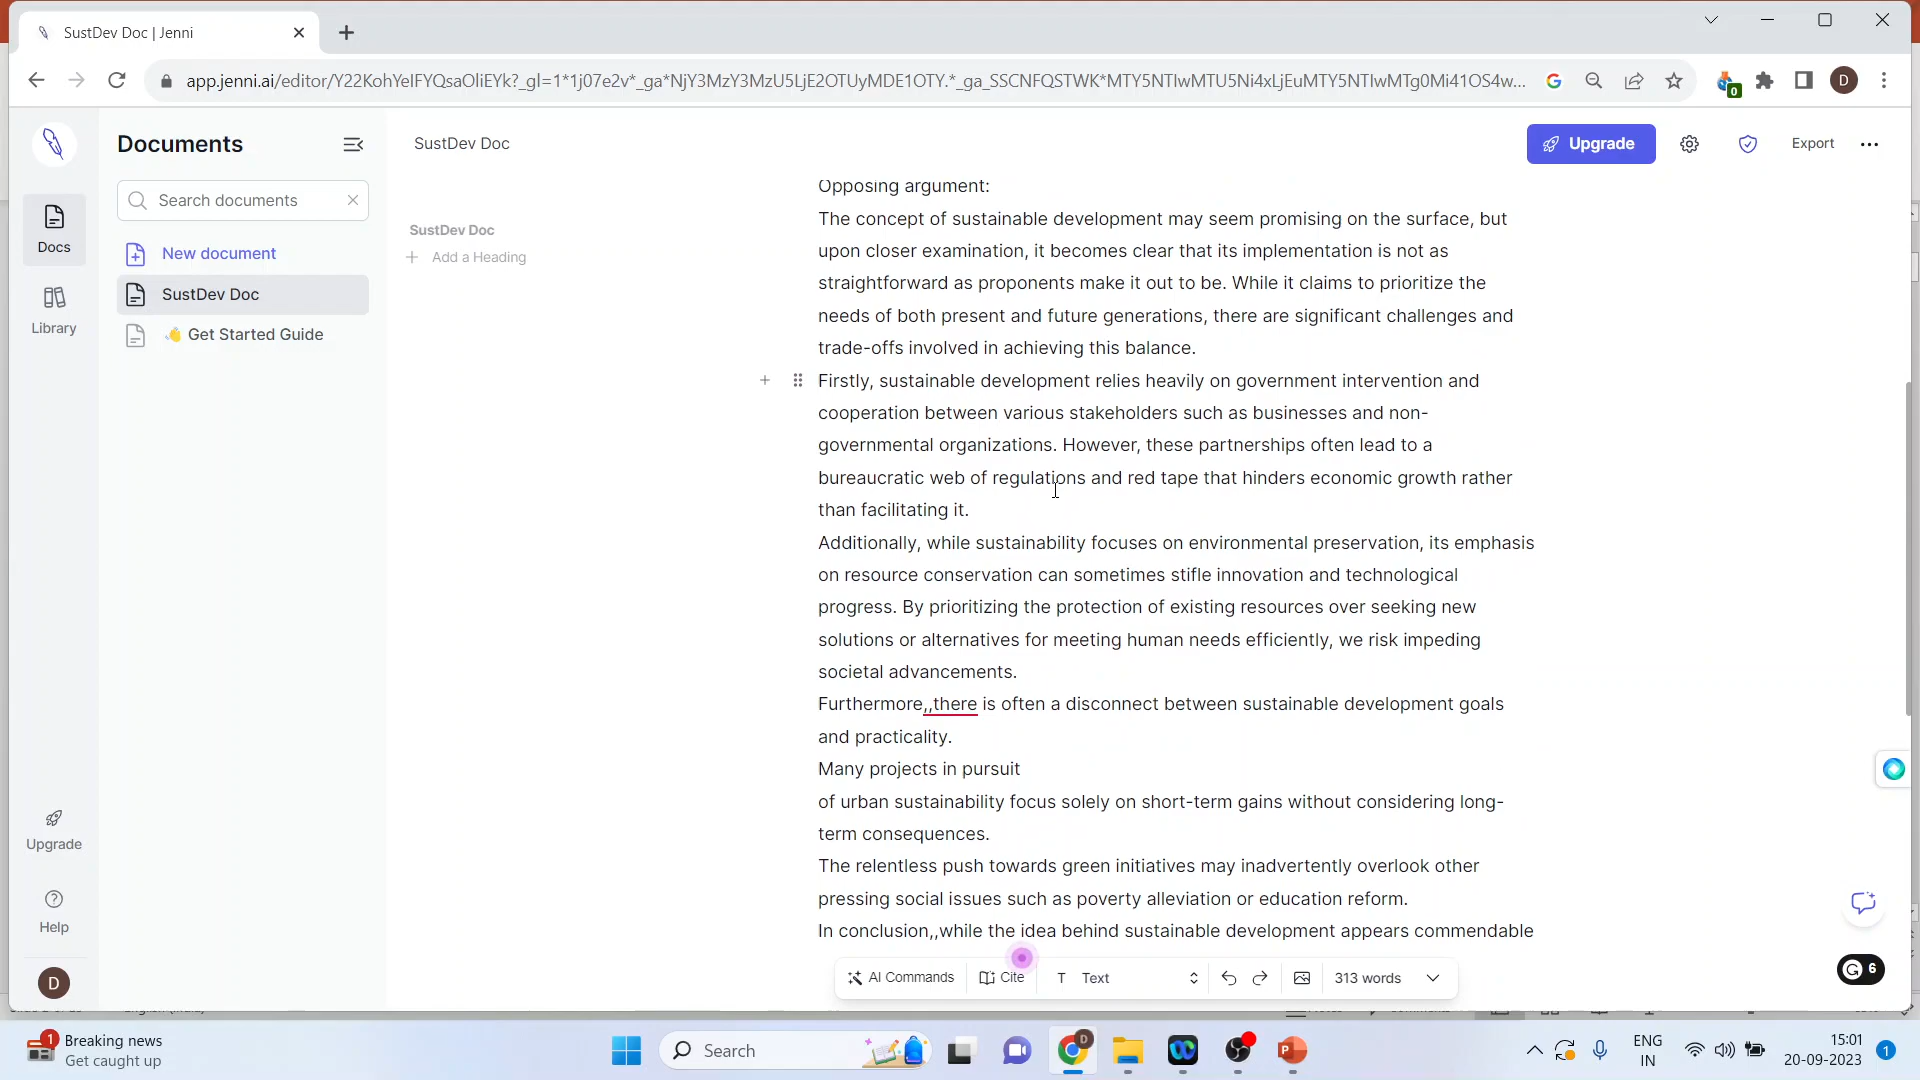 SustDev Doc | Jenni
app.jenni.ai/editor/Y22KohYeIFYQsaOliEYk?_gl=1*1j07e2v*_ga*NjY3MzY3MzU5LjE2OTUyMDE1OTY.*_ga_SSCNFQSTWK*MTY5NTIwMTU5Ni4xLjEuMTY5NTIwMTg0Mi41OS4w...
0
D
Documents
SustDev Doc
Upgrade
Export
Search documents
Docs
New document
SustDev Doc
Get Started Guide
Library
Upgrade
Help
D
SustDev Doc
Add a Heading
Opposing argument:
The concept of sustainable development may seem promising on the surface, but
upon closer examination, it becomes clear that its implementation is not as
straightforward as proponents make it out to be. While it claims to prioritize the
needs of both present and future generations, there are significant challenges and
trade-offs involved in achieving this balance.
Firstly, sustainable development relies heavily on government intervention and
cooperation between various stakeholders such as businesses and non-
governmental organizations. However, these partnerships often lead to a
bureaucratic web of regulations and red tape that hinders economic growth rather
than facilitating it.
Additionally, while sustainability focuses on environmental preservation, its emphasis
on resource conservation can sometimes stifle innovation and technological
progress. By prioritizing the protection of existing resources over seeking new
solutions or alternatives for meeting human needs efficiently, we risk impeding
societal advancements.
Furthermore,,there is often a disconnect between sustainable development goals
and practicality.
Many projects in pursuit
of urban sustainability focus solely on short-term gains without considering long-
term consequences.
The relentless push towards green initiatives may inadvertently overlook other
pressing social issues such as poverty alleviation or education reform.
In conclusion,,while the idea behind sustainable development appears commendable
AI Commands
Cite
T Text
313 words
6
1
Breaking news
Get caught up
Search
D
ENG
IN
15:01
20-09-2023
1